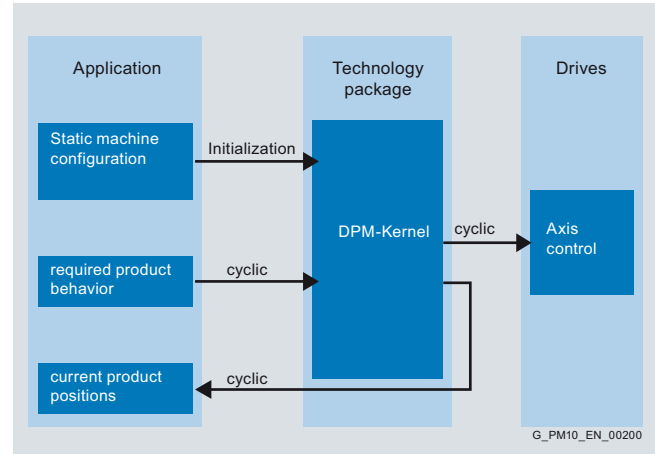 Application
Technology
package
Drives
Static machine
configuration
Initialization
DPM-Kernel
cyclic
Axis
control
required product
behavior
cyclic
current product
positions
cyclic
G_PM10_EN_00200